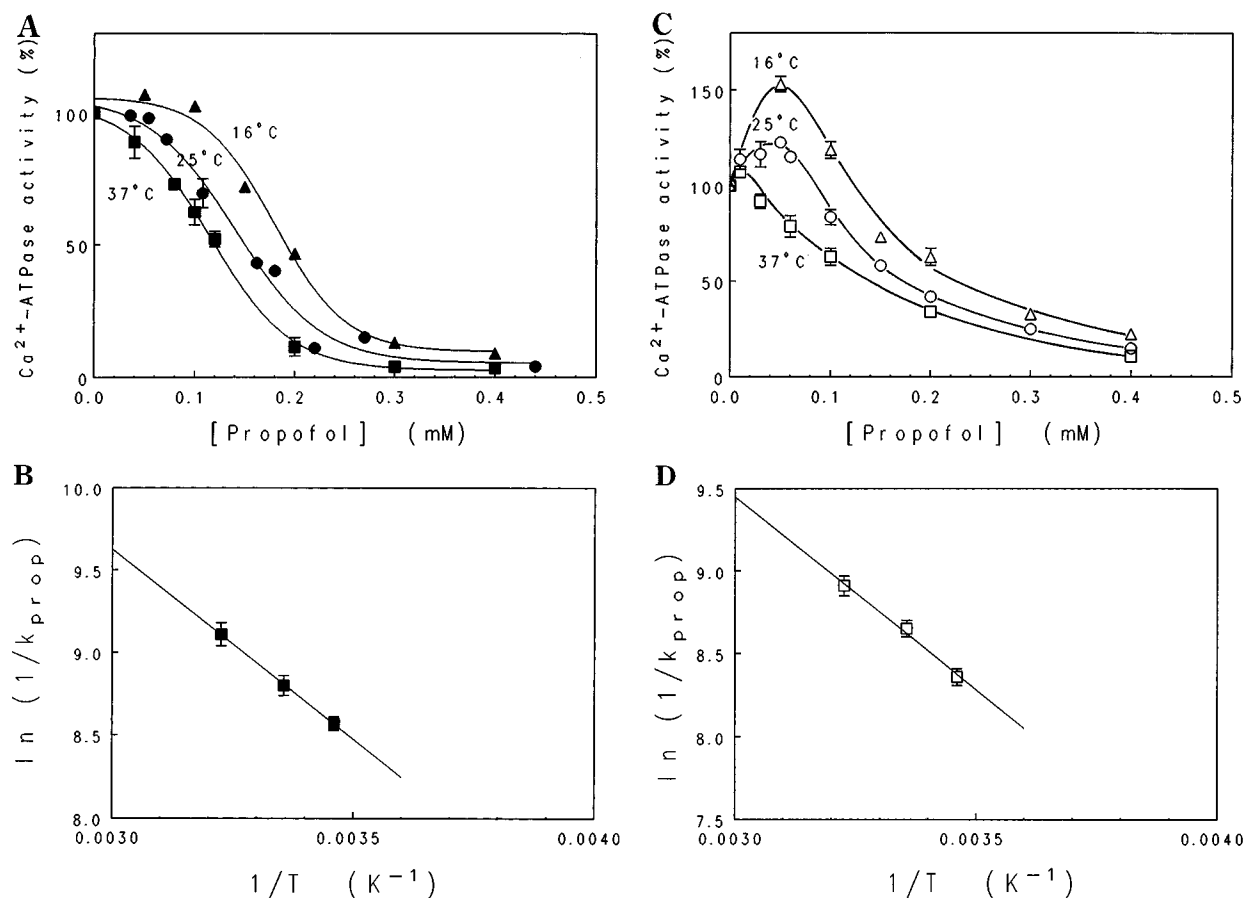 A
Ca²⁺-ATPase activity (%)
100
50
0
16°C
25°C
37°C
0.0 0.1 0.2 0.3 0.4 0.5
[Propofol] (mM)
C
Ca²⁺-ATPase activity (%)
150
100
50
0
16°C
25°C
37°C
0.0 0.1 0.2 0.3 0.4 0.5
[Propofol] (mM)
B
ln (1/kprop)
10.0
9.5
9.0
8.5
8.0
0.0030 0.0035 0.0040
1/T (K⁻¹)
D
ln (1/kprop)
9.5
9.0
8.5
8.0
7.5
0.0030 0.0035 0.0040
1/T (K⁻¹)